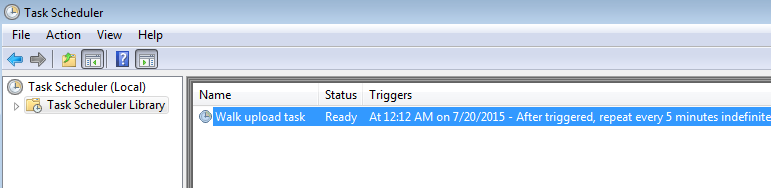 Task Scheduler
File Action View Help
Task Scheduler (Local)
Task Scheduler Library
Name Status Triggers
Walk upload task Ready At 12:12 AM on 7/20/2015 - After triggered, repeat every 5 minutes indefinite